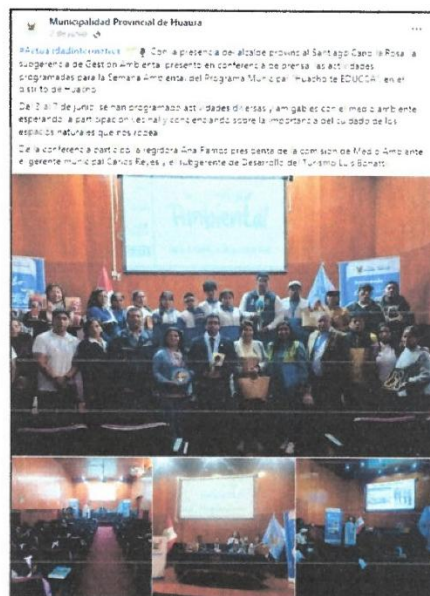 Municipalidad Provincial de Huaura
de junio
Con la presencia del alcalde provincial Santiago Cano la Rosa, la
subgerencia de Gestión Ambiental presentó en conferencia de prensa las actividades
programadas para la Semana Ambiental del Programa Municipal "Huacho te EDUCCA", en el
distrito de Huacho.
Del 3 al 7 de junio se han programado actividades diversas y amigables con el medio ambiente
esperando la participación vecinal y concienciando sobre la importancia del cuidado de los
espacios naturales que nos rodea
De la conferencia participó la regidora Ana Ramos presidenta de la comisión de Medio Ambiente
el gerente municipal Carlos Reyes y el subgerente de Desarrollo del Turismo Luis
Ambiental